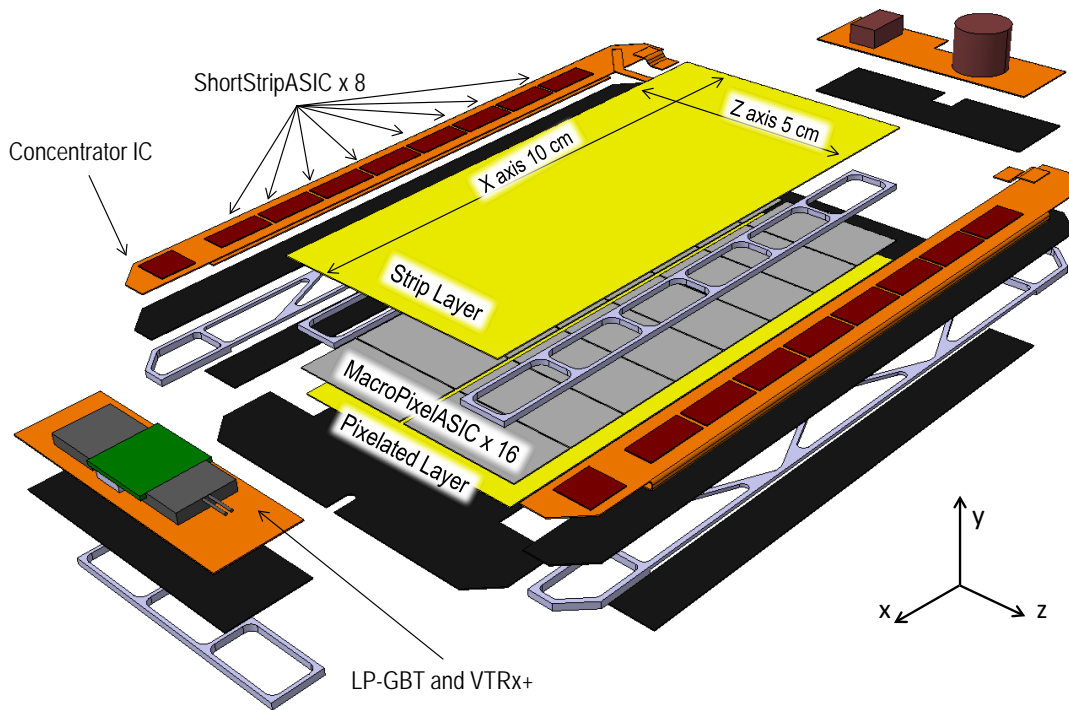 ShortStripASIC x 8
Concentrator IC
Z axis 5 cm
X axis 10 cm
Strip Layer
MacroPixelASIC x 16
Pixelated Layer
y
x
z
LP-GBT and VTRx+